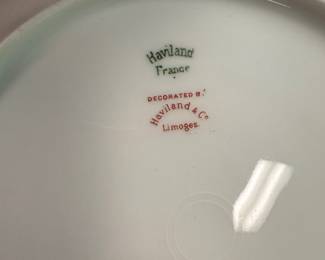 Haviland
France
DECORATED BY
Haviland & Co
Limoges